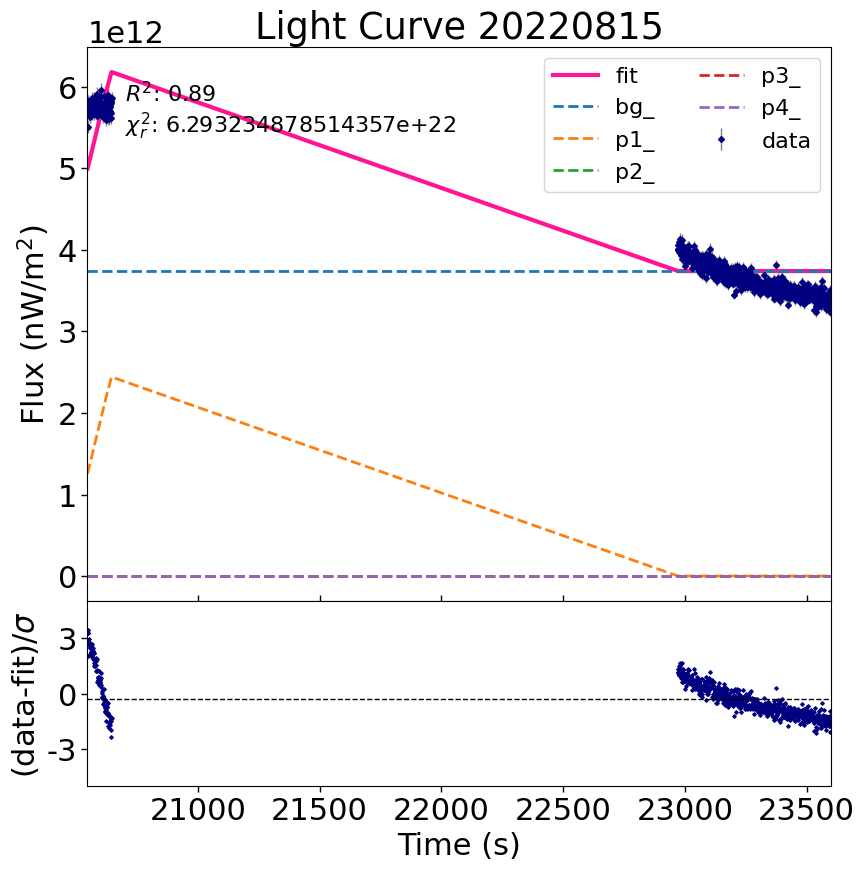 Light Curve 20220815
1e12
R²: 0.89
χ²ᵣ: 6.293234878514357e+22
fit
bg_
p1_
p2_
p3_
p4_
data
Flux (nW/m²)
6
5
4
3
2
1
0
(data-fit)/σ
3
0
-3
21000 21500 22000 22500 23000 23500
Time (s)